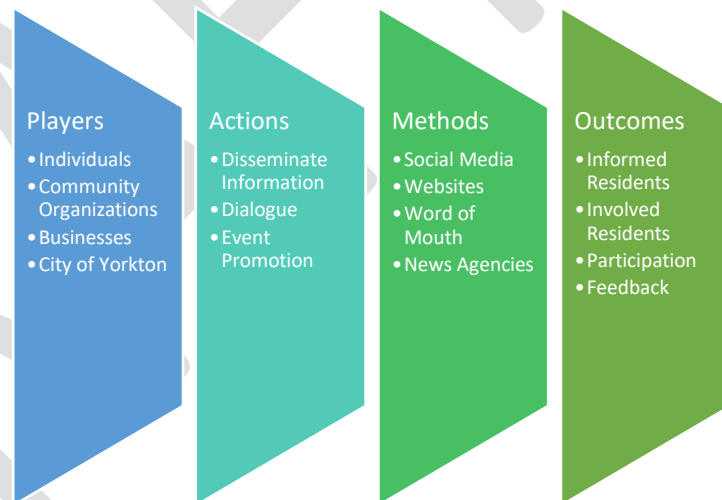 Players
•Individuals
•Community
Organizations
•Businesses
•City of Yorkton
Actions
•Disseminate
Information
•Dialogue
•Event
Promotion
Methods
•Social Media
•Websites
•Word of
Mouth
•News Agencies
Outcomes
•Informed
Residents
•Involved
Residents
•Participation
•Feedback